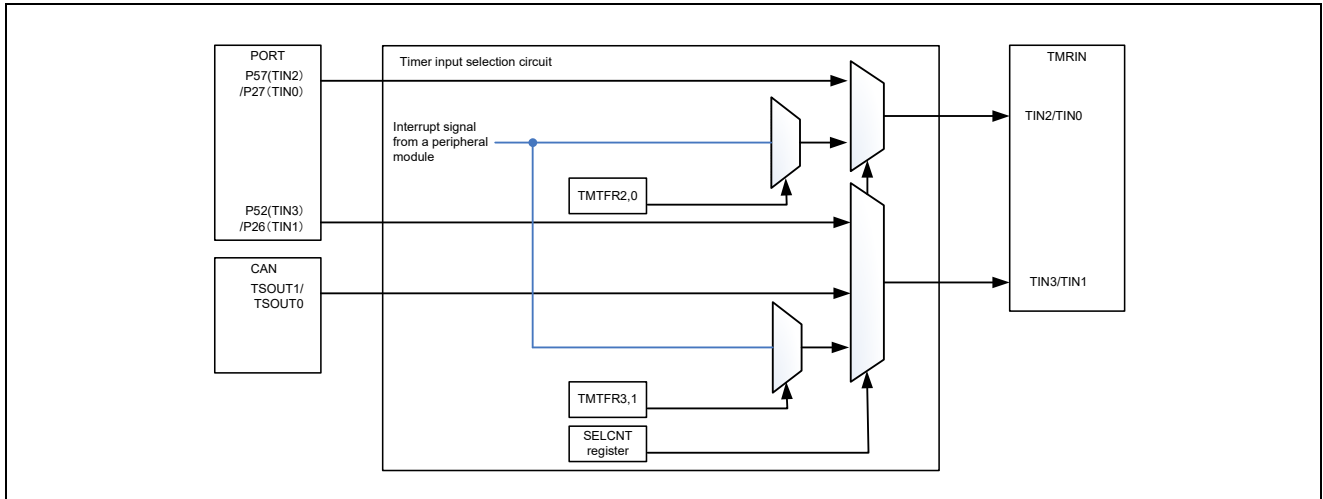 PORT
P57(TIN2)
/P27(TIN0)
P52(TIN3)
/P26(TIN1)
CAN
TSOUT1/
TSOUT0
Timer input selection circuit
Interrupt signal
from a peripheral
module
TMTFR2,0
TMTFR3,1
SELCNT
register
TMRIN
TIN2/TIN0
TIN3/TIN1